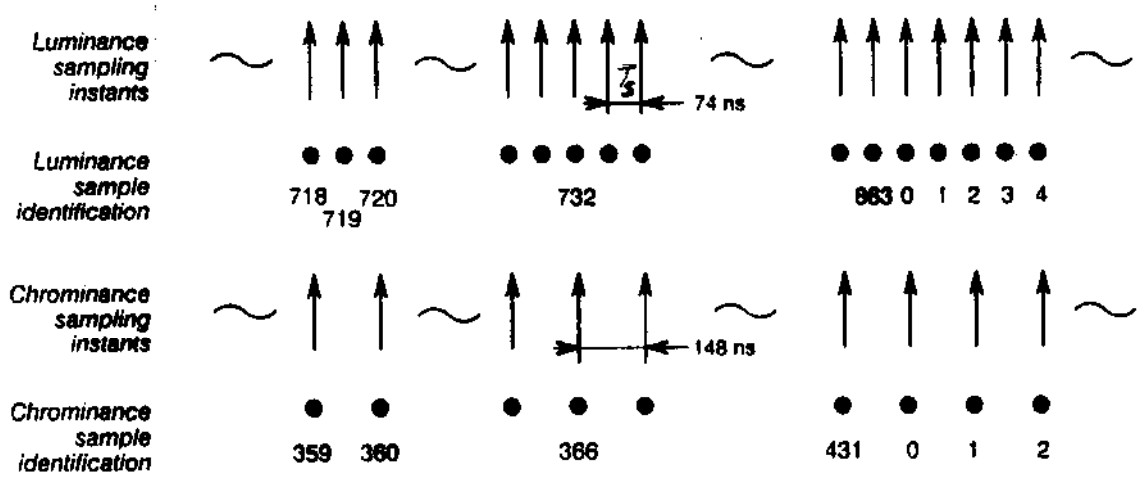 Luminance
sampling
instants
Ts
74 ns
Luminance
sample
identification
718 720 732 863 0 1 2 3 4
719
Chrominance
sampling
instants
148 ns
Chrominance
sample
identification
359 360 366 431 0 1 2